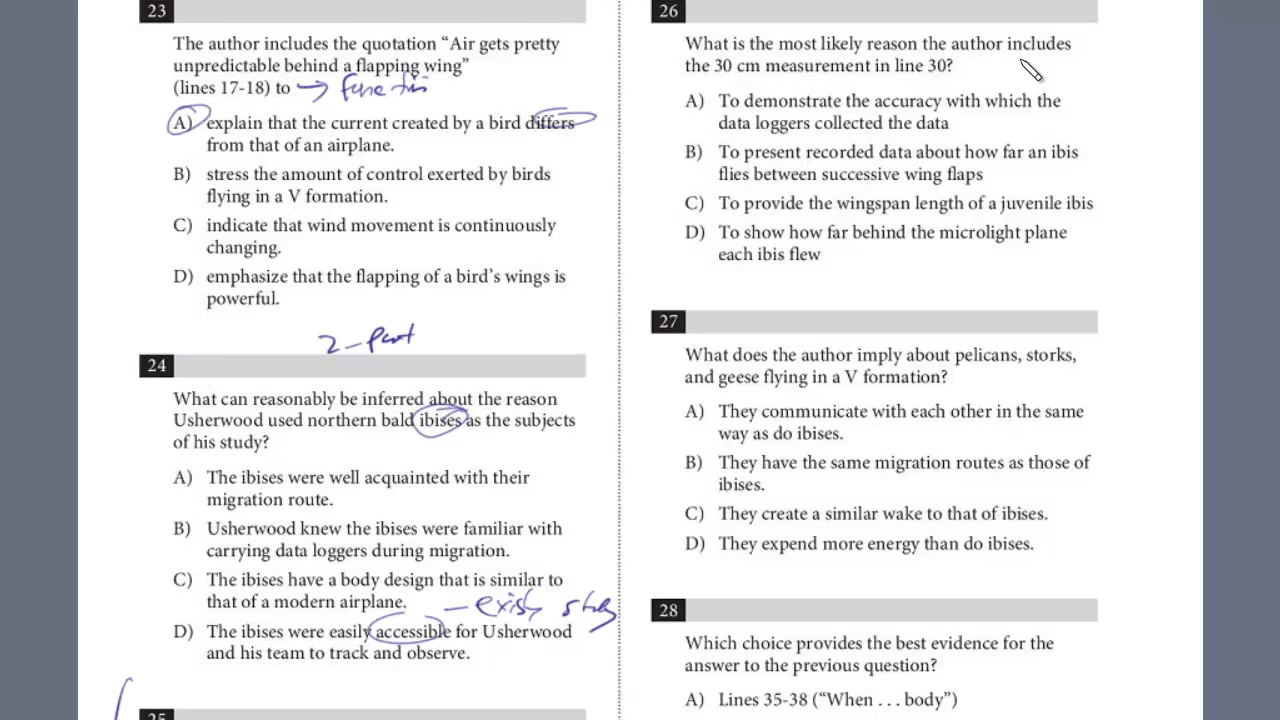 23
The author includes the quotation “Air gets pretty
unpredictable behind a flapping wing”
(lines 17-18) to
A) explain that the current created by a bird differs
from that of an airplane.
B) stress the amount of control exerted by birds
flying in a V formation.
C) indicate that wind movement is continuously
changing.
D) emphasize that the flapping of a bird’s wings is
powerful.
2-part
24
What can reasonably be inferred about the reason
Usherwood used northern bald ibises as the subjects
of his study?
A) The ibises were well acquainted with their
migration route.
B) Usherwood knew the ibises were familiar with
carrying data loggers during migration.
C) The ibises have a body design that is similar to
that of a modern airplane.
D) The ibises were easily accessible for Usherwood
and his team to track and observe.
25
26
What is the most likely reason the author includes
the 30 cm measurement in line 30?
A) To demonstrate the accuracy with which the
data loggers collected the data
B) To present recorded data about how far an ibis
flies between successive wing flaps
C) To provide the wingspan length of a juvenile ibis
D) To show how far behind the microlight plane
each ibis flew
27
What does the author imply about pelicans, storks,
and geese flying in a V formation?
A) They communicate with each other in the same
way as do ibises.
B) They have the same migration routes as those of
ibises.
C) They create a similar wake to that of ibises.
D) They expend more energy than do ibises.
28
Which choice provides the best evidence for the
answer to the previous question?
A) Lines 35-38 (“When . . . body”)